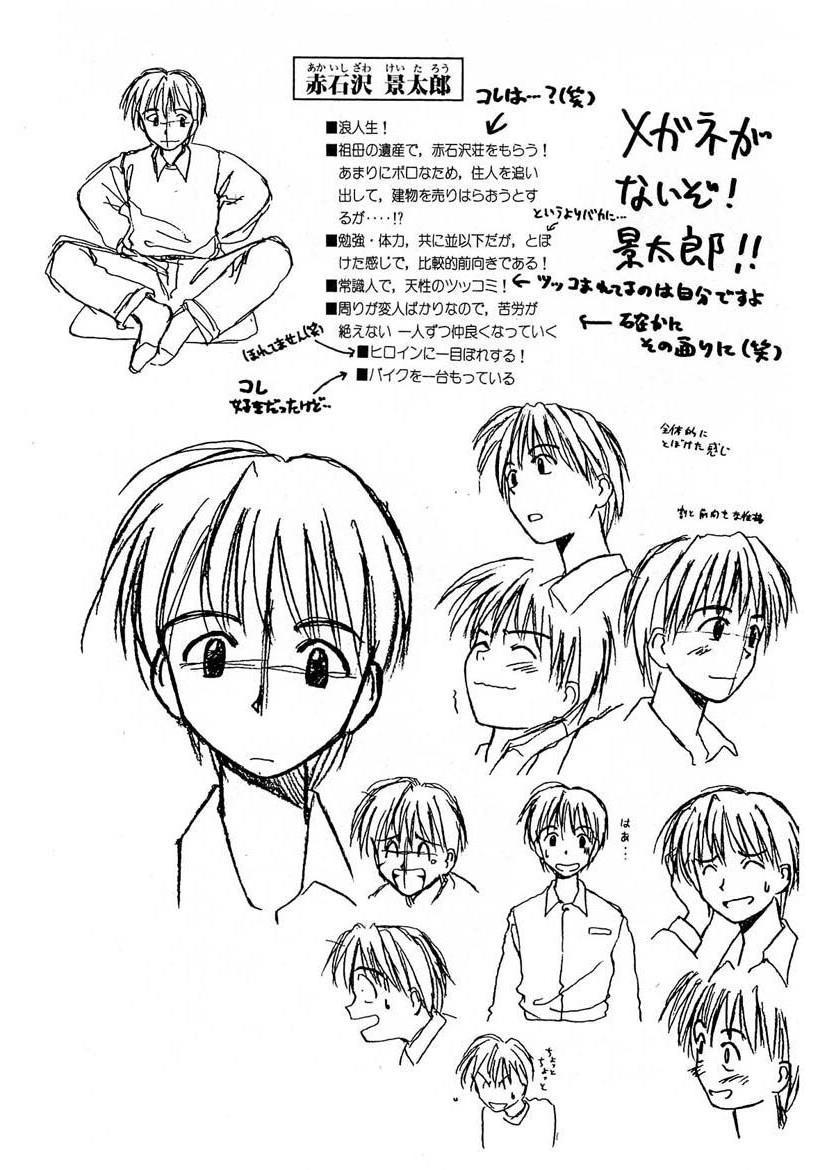 あかいしざわ　けいたろう
赤石沢　景太郎
コレは…?(笑)
メガネが
ないぞ!
景太郎!!
■浪人生！
■祖母の遺産で，赤石沢荘をもらう！
あまりにボロなため，住人を追い
出して，建物を売りはらおうとす
るが‥‥!?
というよりバカに…
■勉強・体力，共に並以下だが，とぼ
けた感じで，比較的前向きである！
■常識人で，天性のツッコミ！
←ツッコまれてるのは自分ですよ
■周りが変人ばかりなので，苦労が
絶えない 一人ずつ仲良くなっていく
←確かに
その通りに(笑)
ほれてません(笑)
■ヒロインに一目ぼれする！
■バイクを一台もっている
コレ
好きだったけど…
全体的に
とぼけた感じ
割と前向きな性格
はぁ…
ちょっと
ちょっと